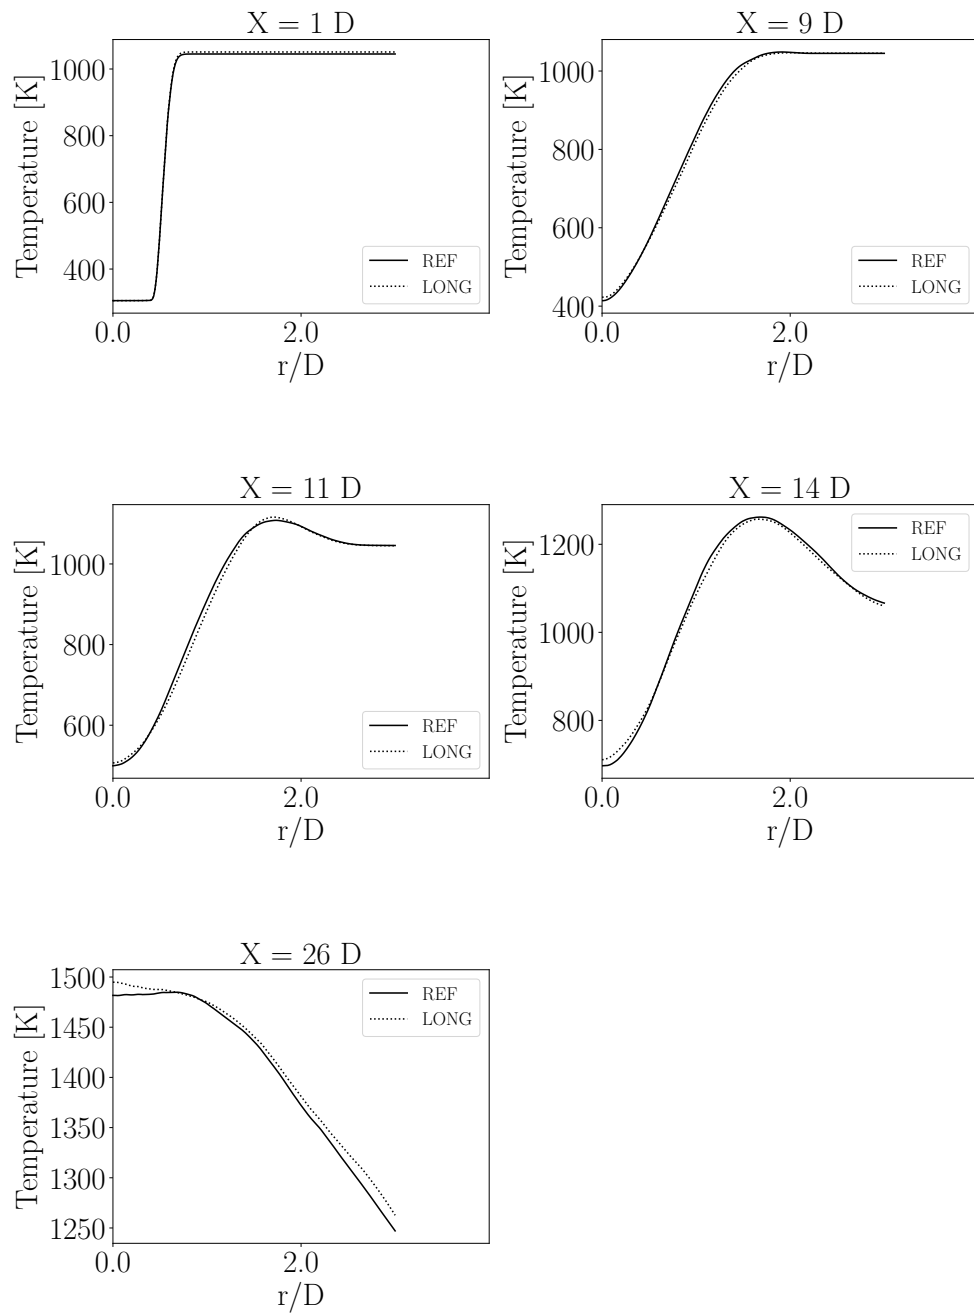 X = 1 D
Temperature [K]
1000
800
600
400
REF
LONG
0.0
2.0
r/D
X = 9 D
Temperature [K]
1000
800
600
400
REF
LONG
0.0
2.0
r/D
X = 11 D
Temperature [K]
1000
800
600
REF
LONG
0.0
2.0
r/D
X = 14 D
Temperature [K]
1200
1000
800
REF
LONG
0.0
2.0
r/D
X = 26 D
Temperature [K]
1500
1450
1400
1350
1300
1250
REF
LONG
0.0
2.0
r/D